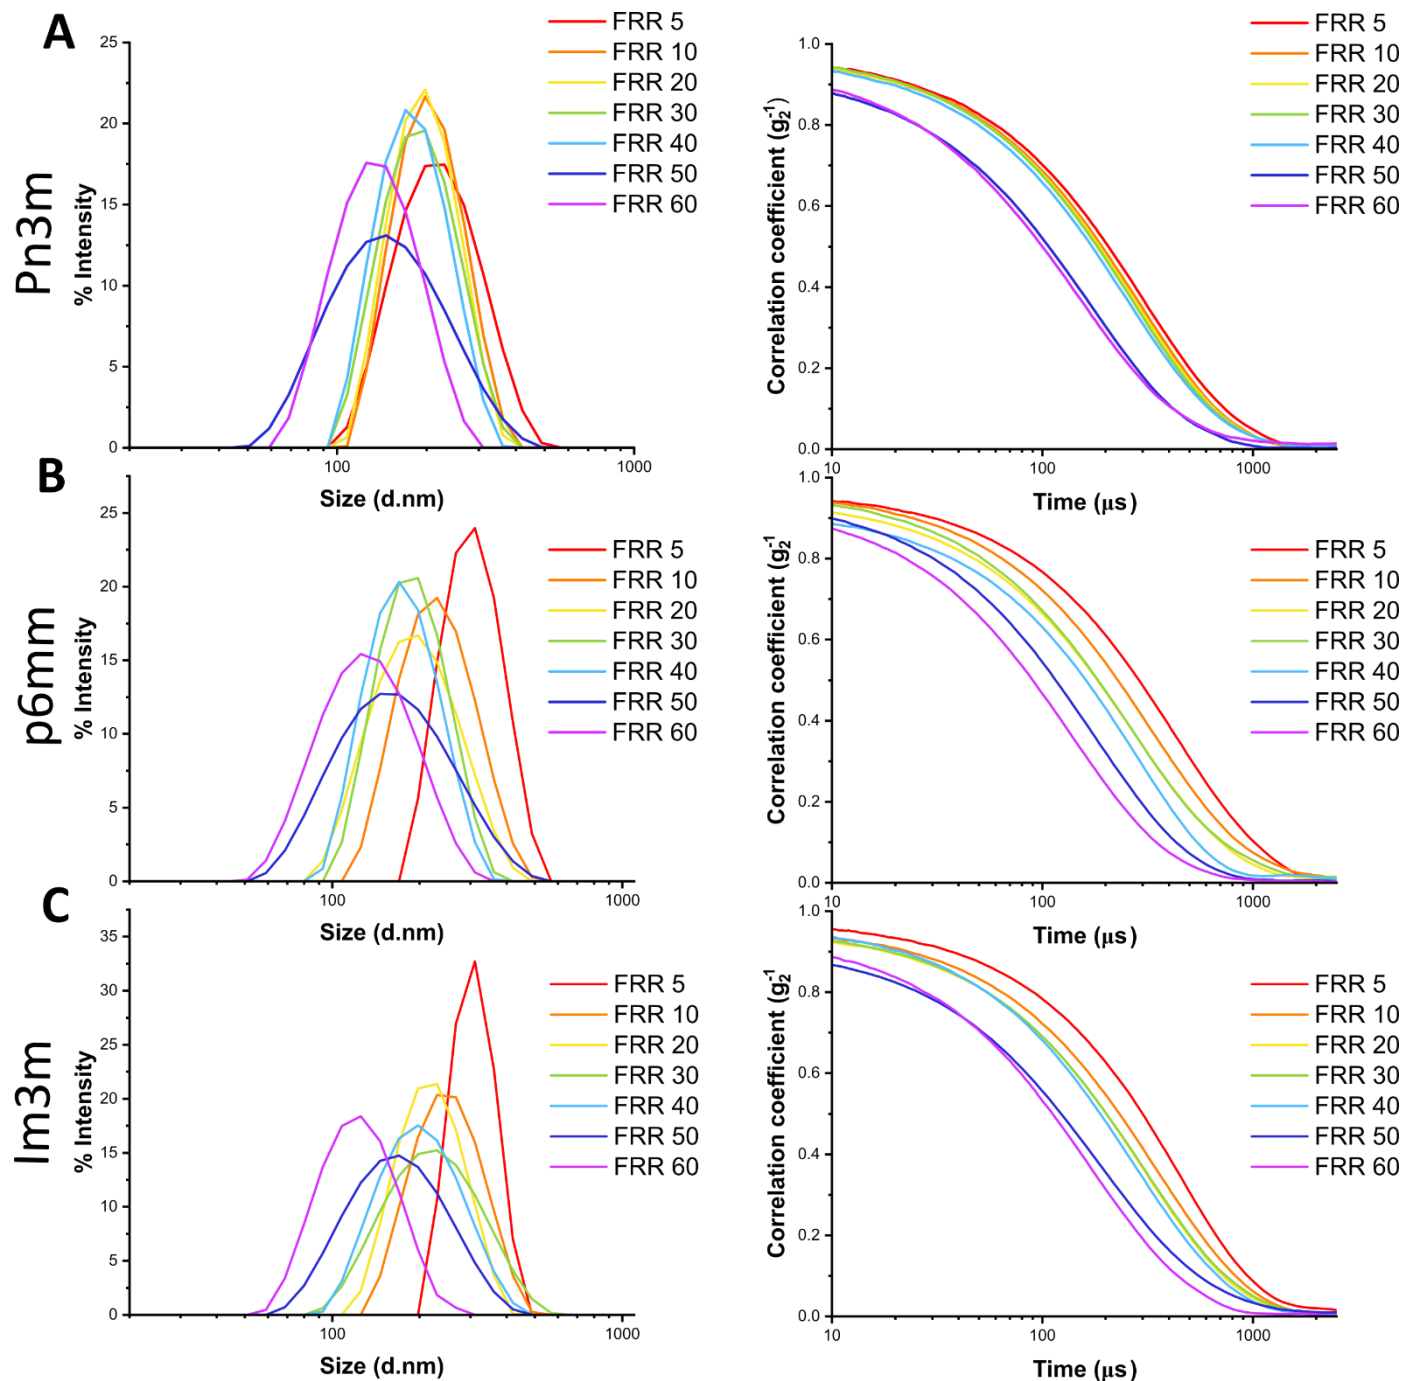 A
Pn3m
% Intensity
25
20
15
10
5
0
100
1000
Size (d.nm)
FRR 5
FRR 10
FRR 20
FRR 30
FRR 40
FRR 50
FRR 60
Correlation coefficient (g₂⁻¹)
1.0
0.8
0.6
0.4
0.2
0.0
10
100
1000
Time (µs)
FRR 5
FRR 10
FRR 20
FRR 30
FRR 40
FRR 50
FRR 60
B
p6mm
% Intensity
25
20
15
10
5
0
100
1000
Size (d.nm)
FRR 5
FRR 10
FRR 20
FRR 30
FRR 40
FRR 50
FRR 60
Correlation coefficient (g₂⁻¹
1.0
0.8
0.6
0.4
0.2
0.0
10
100
1000
Time (µs)
FRR 5
FRR 10
FRR 20
FRR 30
FRR 40
FRR 50
FRR 60
C
Im3m
% Intensity
35
30
25
20
15
10
5
0
100
1000
Size (d.nm)
FRR 5
FRR 10
FRR 20
FRR 30
FRR 40
FRR 50
FRR 60
Correlation coefficient (g₂⁻¹
1.0
0.8
0.6
0.4
0.2
0.0
10
100
1000
Time (µs)
FRR 5
FRR 10
FRR 20
FRR 30
FRR 40
FRR 50
FRR 60